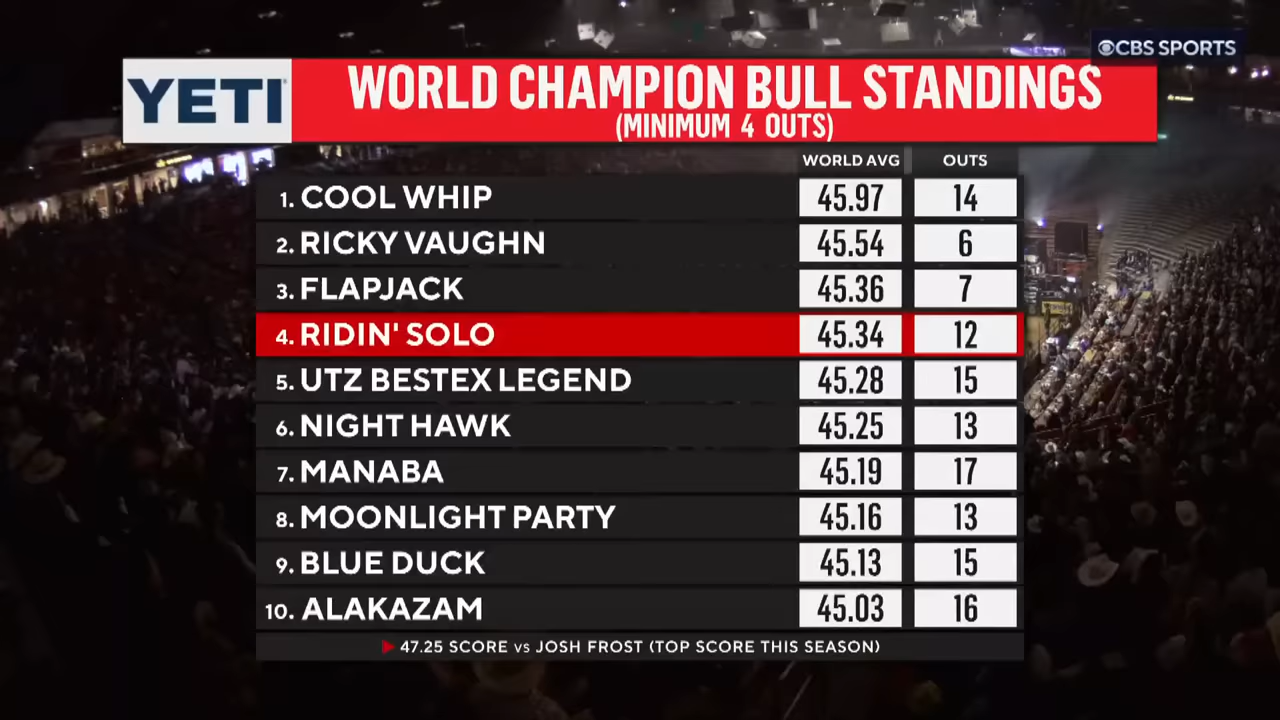 CBS SPORTS
YETI
WORLD CHAMPION BULL STANDINGS
(MINIMUM 4 OUTS)
WORLD AVG OUTS
1. COOL WHIP 45.97 14
2. RICKY VAUGHN 45.54 6
3. FLAPJACK 45.36 7
4. RIDIN' SOLO 45.34 12
5. UTZ BESTEX LEGEND 45.28 15
6. NIGHT HAWK 45.25 13
7. MANABA 45.19 17
8. MOONLIGHT PARTY 45.16 13
9. BLUE DUCK 45.13 15
10. ALAKAZAM 45.03 16
47.25 SCORE vs JOSH FROST (TOP SCORE THIS SEASON)